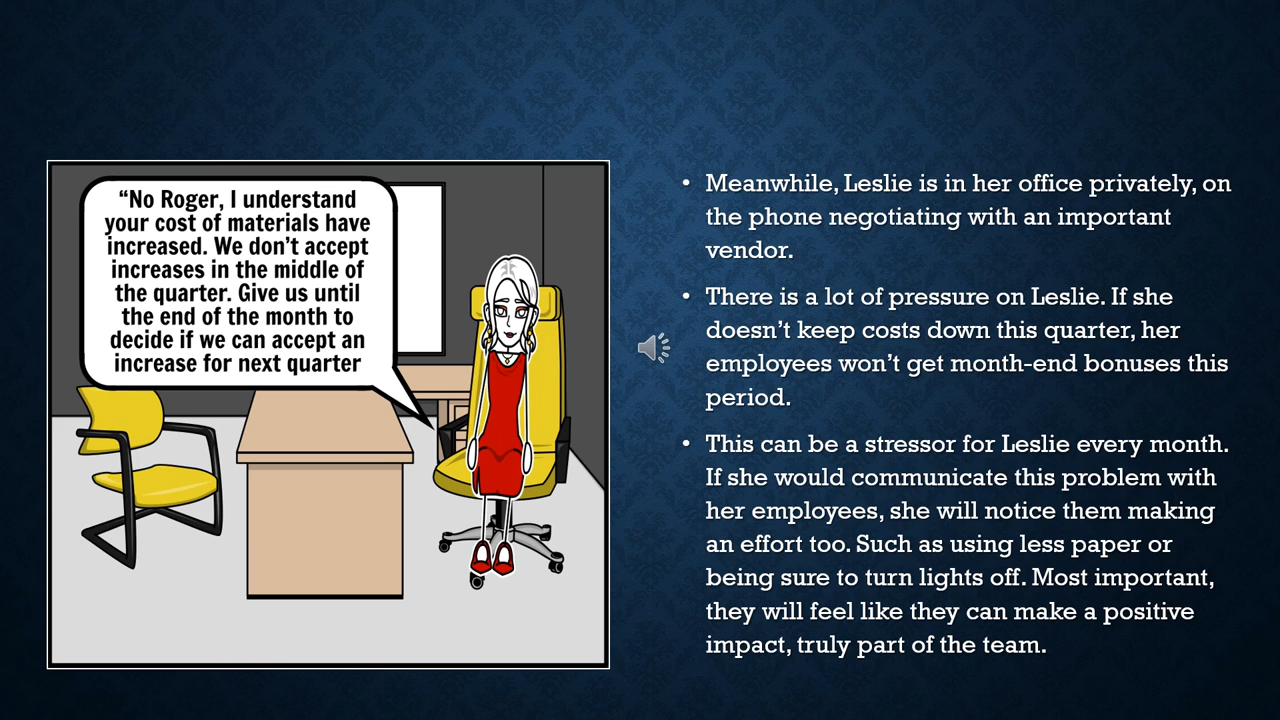 “No Roger, I understand
your cost of materials have
increased. We don’t accept
increases in the middle of
the quarter. Give us until
the end of the month to
decide if we can accept an
increase for next quarter
• Meanwhile, Leslie is in her office privately, on
the phone negotiating with an important
vendor.
• There is a lot of pressure on Leslie. If she
doesn’t keep costs down this quarter, her
employees won’t get month-end bonuses this
period.
• This can be a stressor for Leslie every month.
If she would communicate this problem with
her employees, she will notice them making
an effort too. Such as using less paper or
being sure to turn lights off. Most important,
they will feel like they can make a positive
impact, truly part of the team.